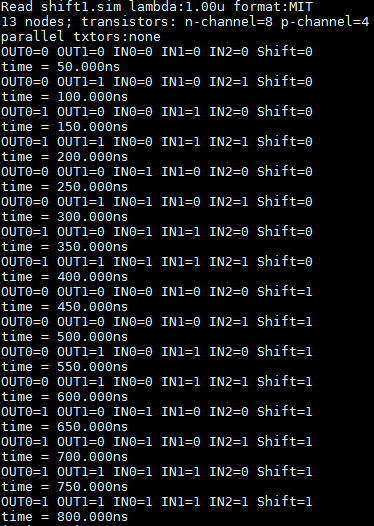 Read shift1.sim lambda:1.00u format:MIT
13 nodes; transistors: n-channel=8 p-channel=4
parallel txtors:none
OUT0=0 OUT1=0 IN0=0 IN1=0 IN2=0 Shift=0
time = 50.000ns
OUT0=0 OUT1=0 IN0=1 IN1=0 IN2=0 Shift=0
time = 100.000ns
OUT0=1 OUT1=0 IN0=0 IN1=1 IN2=0 Shift=0
time = 150.000ns
OUT0=1 OUT1=1 IN0=0 IN1=1 IN2=1 Shift=0
time = 200.000ns
OUT0=0 OUT1=0 IN0=1 IN1=0 IN2=0 Shift=0
time = 250.000ns
OUT0=0 OUT1=1 IN0=1 IN1=0 IN2=1 Shift=0
time = 300.000ns
OUT0=1 OUT1=0 IN0=1 IN1=1 IN2=0 Shift=0
time = 350.000ns
OUT0=1 OUT1=1 IN0=1 IN1=1 IN2=1 Shift=0
time = 400.000ns
OUT0=0 OUT1=0 IN0=0 IN1=0 IN2=0 Shift=1
time = 450.000ns
OUT0=0 OUT1=0 IN0=0 IN1=0 IN2=1 Shift=1
time = 500.000ns
OUT0=0 OUT1=1 IN0=0 IN1=1 IN2=0 Shift=1
time = 550.000ns
OUT0=0 OUT1=1 IN0=0 IN1=1 IN2=1 Shift=1
time = 600.000ns
OUT0=1 OUT1=0 IN0=1 IN1=0 IN2=0 Shift=1
time = 650.000ns
OUT0=1 OUT1=0 IN0=1 IN1=0 IN2=1 Shift=1
time = 700.000ns
OUT0=1 OUT1=1 IN0=1 IN1=1 IN2=0 Shift=1
time = 750.000ns
OUT0=1 OUT1=1 IN0=1 IN1=1 IN2=1 Shift=1
time = 800.000ns